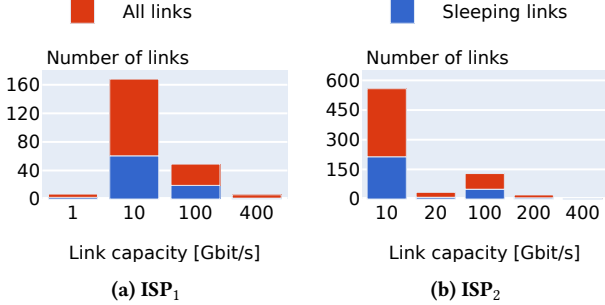 All links
Sleeping links
Number of links
160
120
80
40
0
1 10 100 400
Link capacity [Gbit/s]
(a) ISP1
Number of links
600
450
300
150
0
10 20 100 200 400
Link capacity [Gbit/s]
(b) ISP2